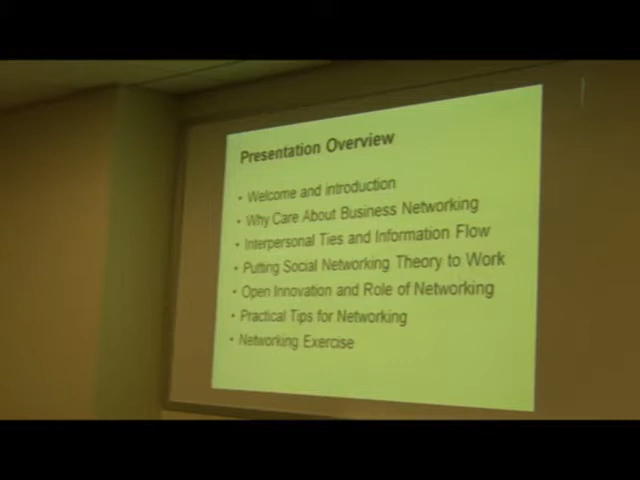 Presentation Overview
• Welcome and introduction
• Why Care About Business Networking
• Interpersonal Ties and Information Flow
• Putting Social Networking Theory to Work
• Open Innovation and Role of Networking
• Practical Tips for Networking
• Networking Exercise